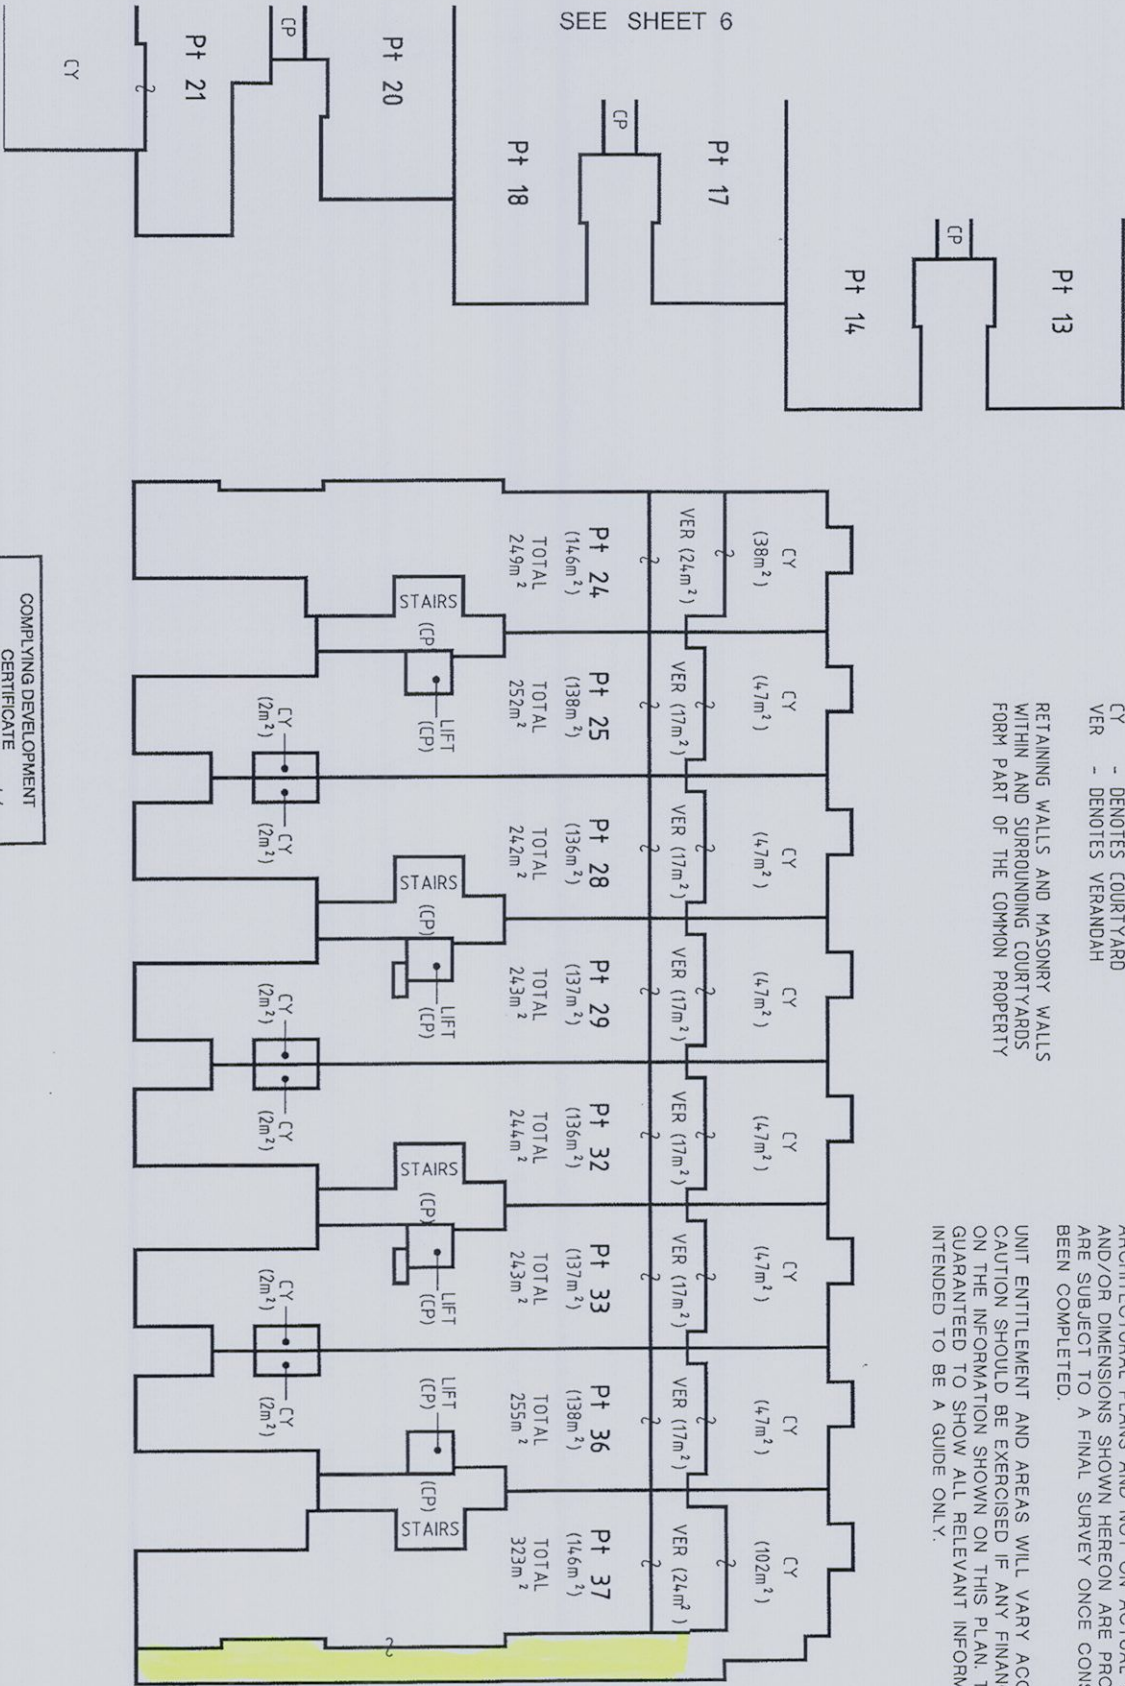 SEE SHEET 6
CY
Pt 21
CP
Pt 20
Pt 18
CP
Pt 17
Pt 14
CP
Pt 13
CY - DENOTES COURTYARD
VER - DENOTES VERANDAH
RETAINING WALLS AND MASONRY WALLS
WITHIN AND SURROUNDING COURTYARDS
FORM PART OF THE COMMON PROPERTY
ARCHITECTURAL PLANS AND NOT ON ACTUAL
AND/OR DIMENSIONS SHOWN HEREON ARE
ARE SUBJECT TO A FINAL SURVEY ONCE
BEEN COMPLETED.
UNIT ENTITLEMENT AND AREAS WILL VARY
CAUTION SHOULD BE EXERCISED IF ANY
ON THE INFORMATION SHOWN ON THIS PLAN.
GUARANTEED TO SHOW ALL RELEVANT
INTENDED TO BE A GUIDE ONLY.
CY
(38m²)
VER (24m²)
Pt 24
(146m²)
TOTAL
249m²
STAIRS
(CP)
CY
(47m²)
VER (17m²)
Pt 25
(138m²)
TOTAL
252m²
LIFT
(CP)
CY
(2m²)
CY
(2m²)
CY
(47m²)
VER (17m²)
Pt 28
(136m²)
TOTAL
242m²
STAIRS
(CP)
CY
(47m²)
VER (17m²)
Pt 29
(137m²)
TOTAL
243m²
LIFT
(CP)
CY
(2m²)
CY
(2m²)
CY
(47m²)
VER (17m²)
Pt 32
(136m²)
TOTAL
244m²
STAIRS
(CP)
CY
(47m²)
VER (17m²)
Pt 33
(137m²)
TOTAL
243m²
LIFT
(CP)
CY
(2m²)
CY
(2m²)
CY
(47m²)
VER (17m²)
Pt 36
(138m²)
TOTAL
255m²
LIFT
(CP)
(CP)
STAIRS
CY
(102m²)
VER (24m²)
Pt 37
(146m²)
TOTAL
323m²
COMPLYING DEVELOPMENT
CERTIFICATE